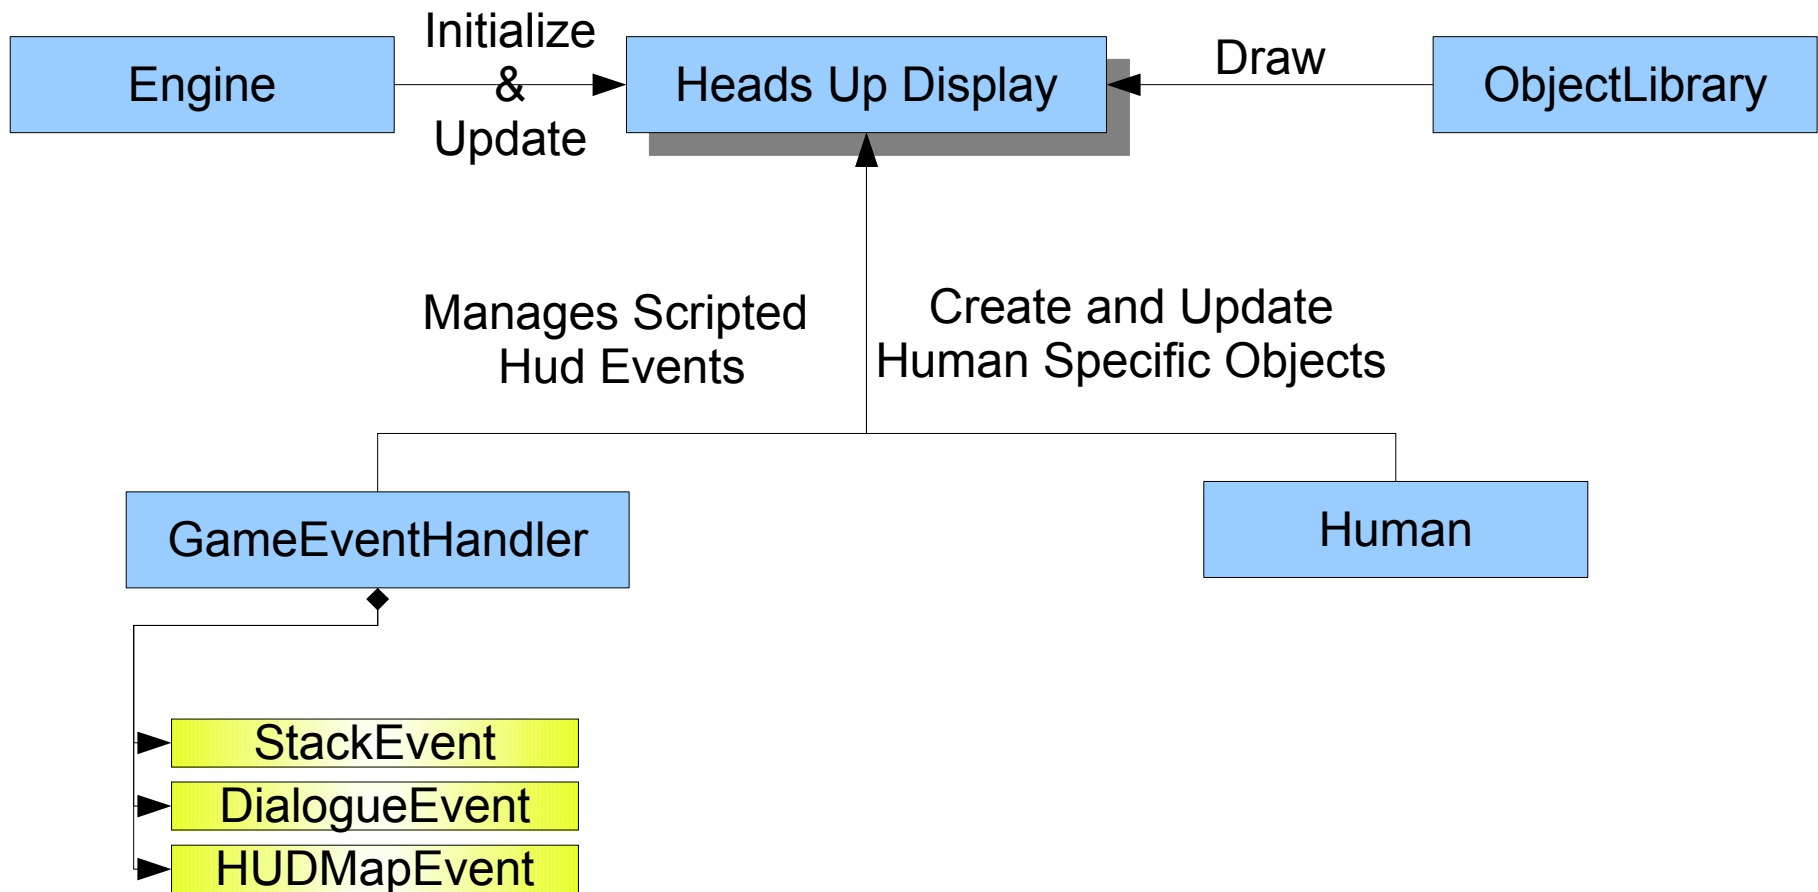 Engine
Initialize
&
Update
Heads Up Display
Draw
ObjectLibrary
Manages Scripted
Hud Events
Create and Update
Human Specific Objects
GameEventHandler
Human
StackEvent
DialogueEvent
HUDMapEvent